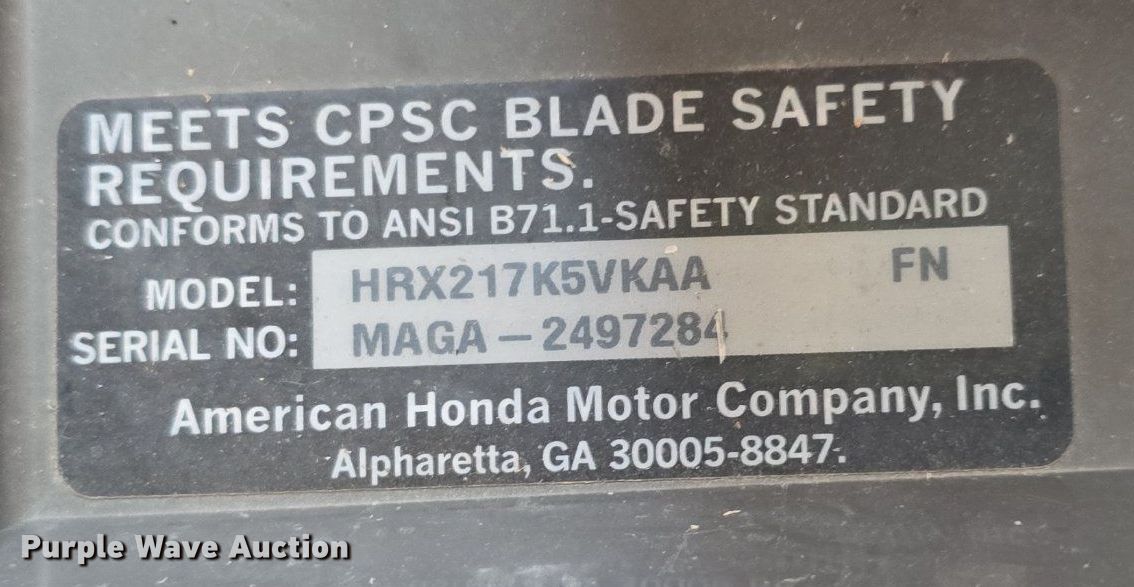 MEETS CPSC BLADE SAFETY
REQUIREMENTS.
CONFORMS TO ANSI B71.1-SAFETY STANDARD
MODEL: HRX217K5VKAA FN
SERIAL NO: MAGA-2497284
American Honda Motor Company, Inc.
Alpharetta, GA 30005-8847.
Purple Wave Auction